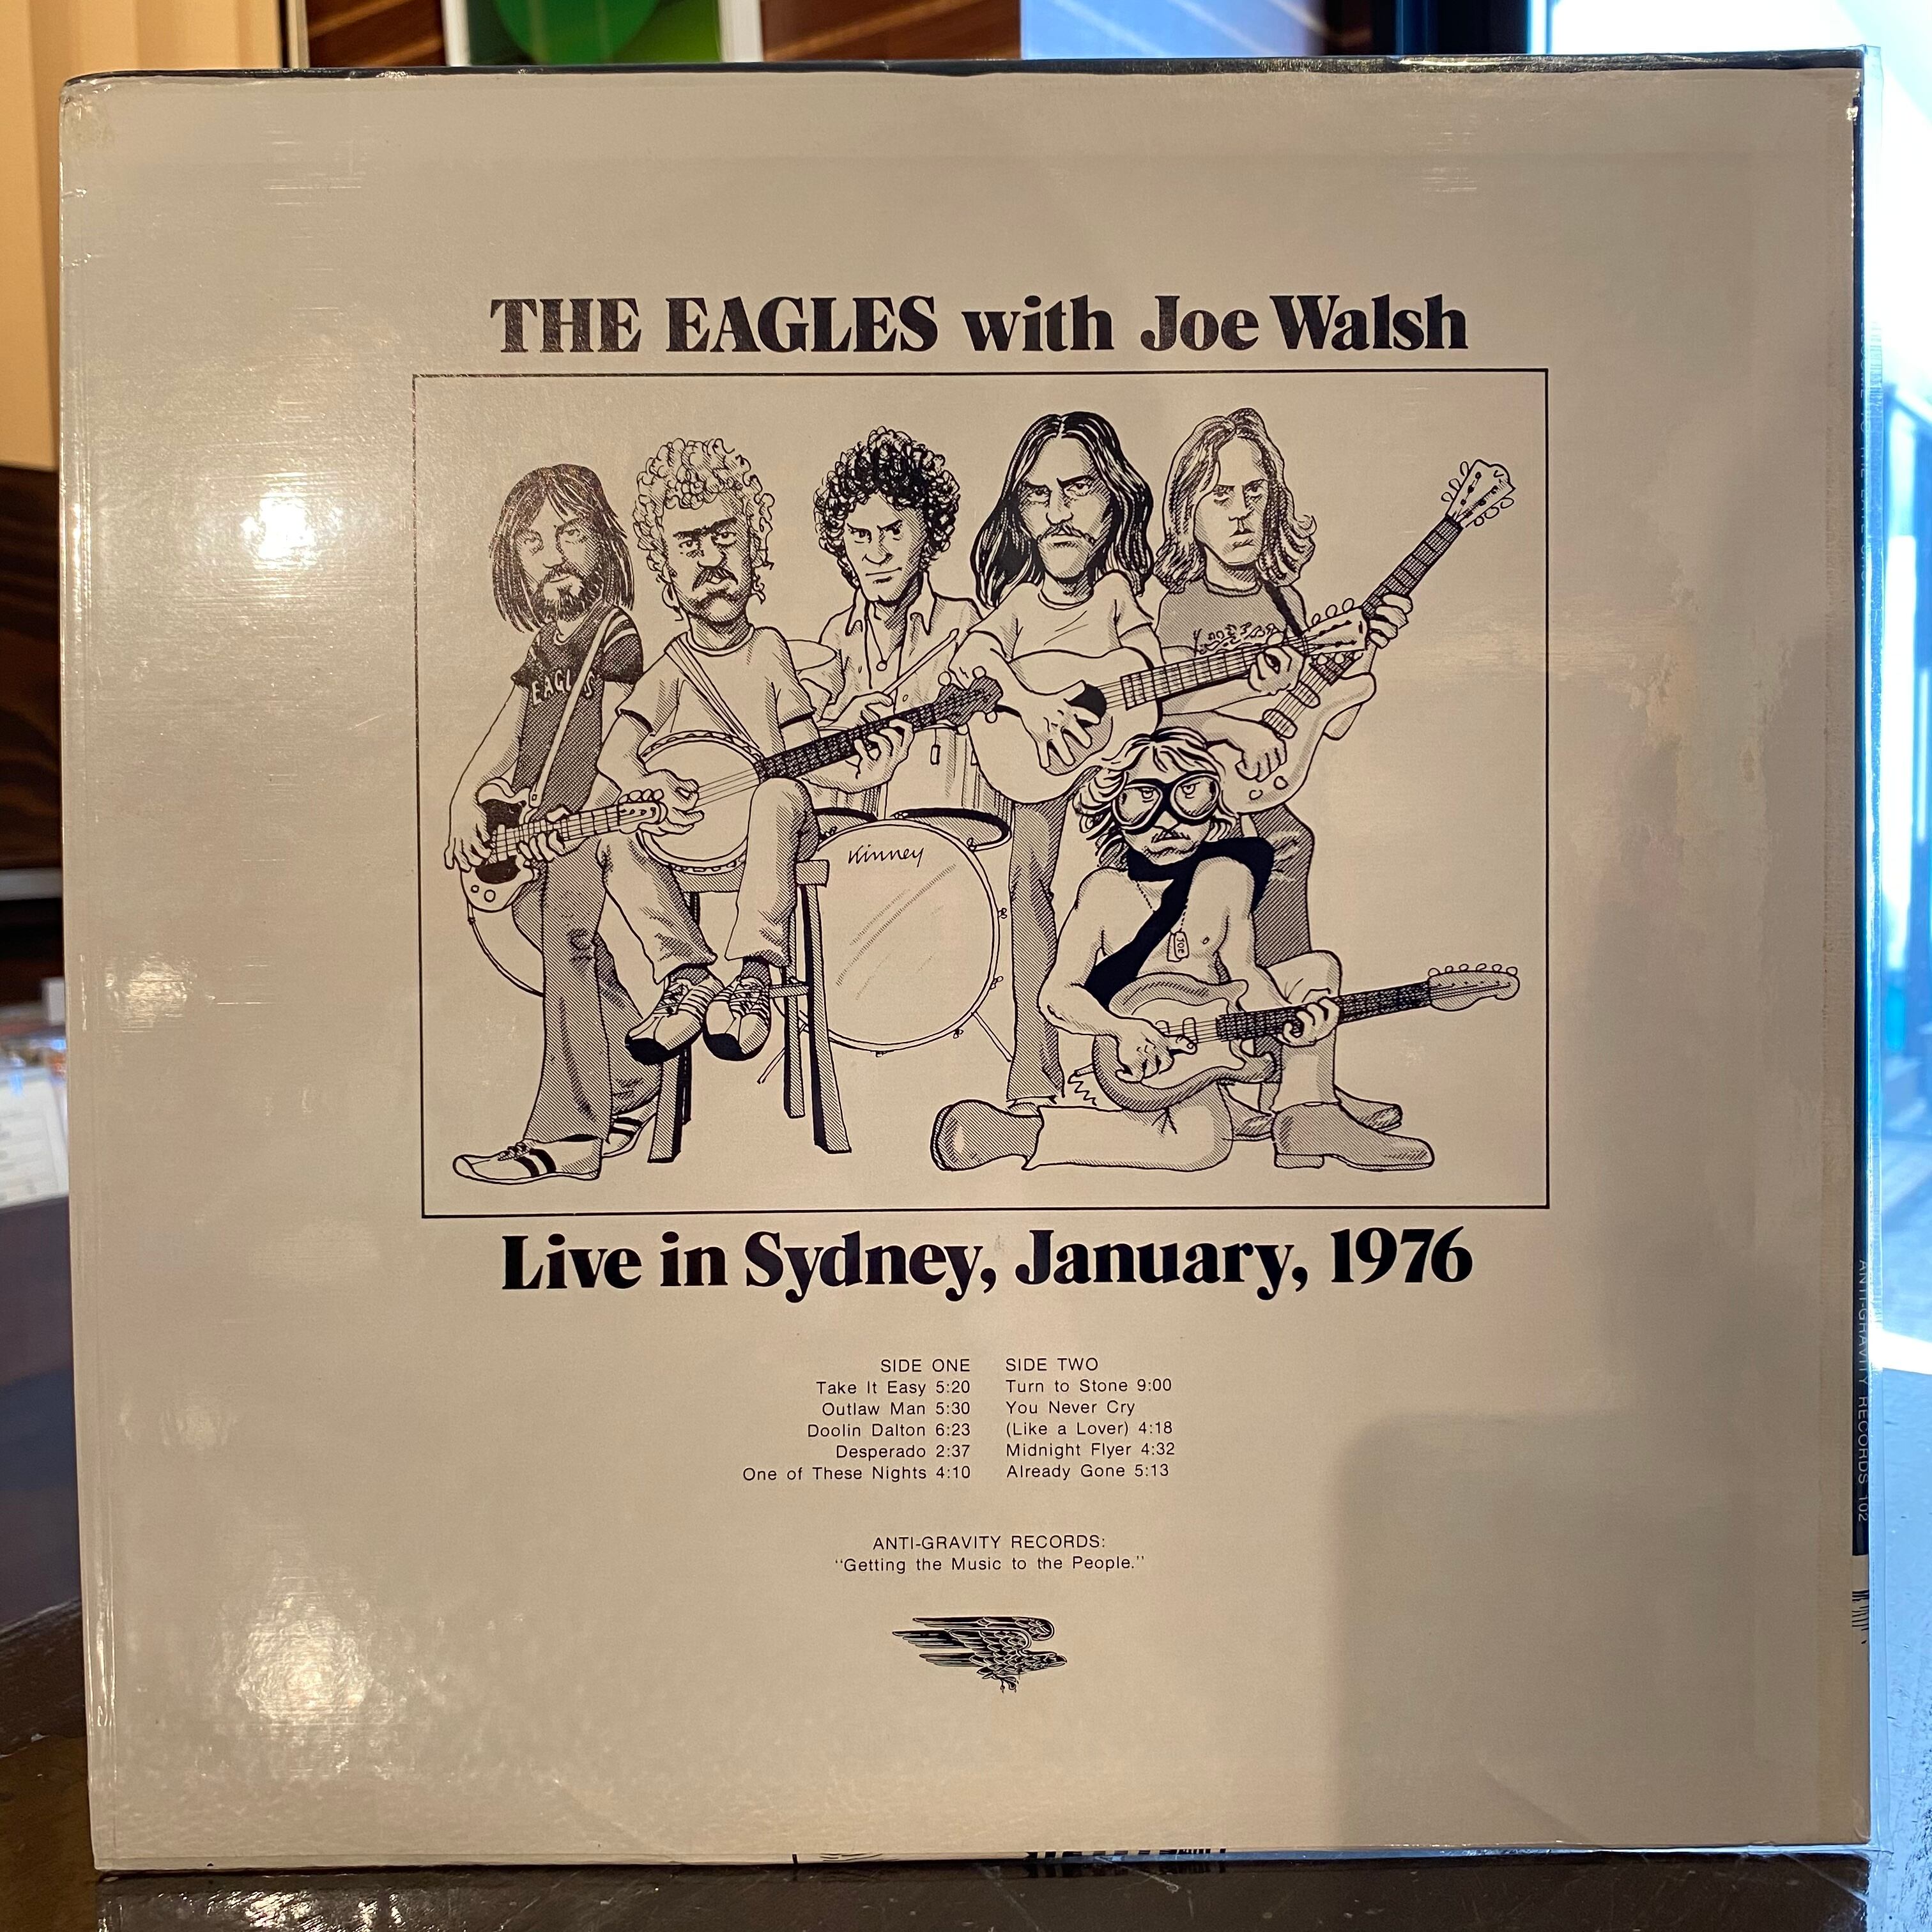 THE EAGLES with Joe Walsh
EAGLES
Kinney
JOE
Live in Sydney, January, 1976
SIDE ONE
Take It Easy 5:20
Outlaw Man 5:30
Doolin Dalton 6:23
Desperado 2:37
One of These Nights 4:10
SIDE TWO
Turn to Stone 9:00
You Never Cry
(Like a Lover) 4:18
Midnight Flyer 4:32
Already Gone 5:13
ANTI-GRAVITY RECORDS:
“Getting the Music to the People.”
ANTI-GRAVITY RECORDS 102